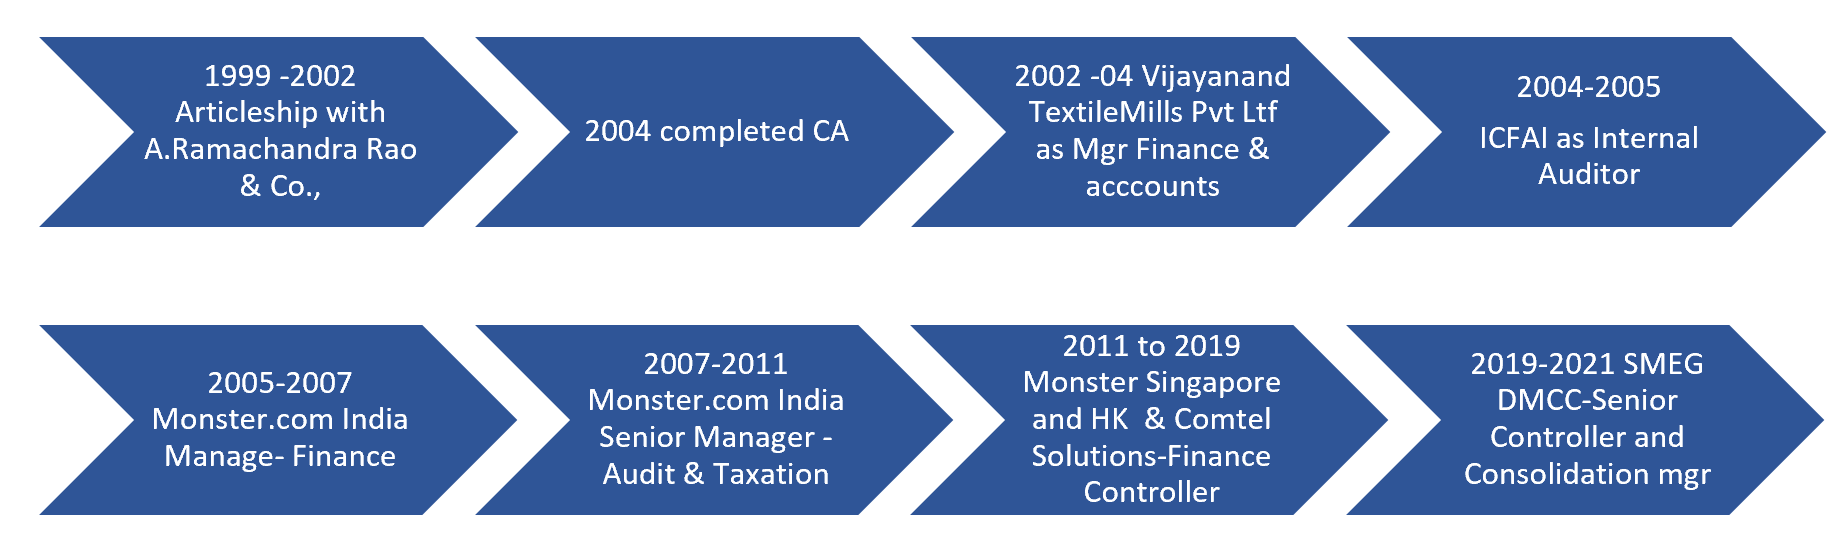 1999 -2002
Articleship with
A.Ramachandra Rao
& Co.,
2004 completed CA
2002 -04 Vijayanand
TextileMills Pvt Ltf
as Mgr Finance &
acccounts
2004-2005
ICFAI as Internal
Auditor
2005-2007
Monster.com India
Manage- Finance
2007-2011
Monster.com India
Senior Manager -
Audit & Taxation
2011 to 2019
Monster Singapore
and HK  & Comtel
Solutions-Finance
Controller
2019-2021 SMEG
DMCC-Senior
Controller and
Consolidation mgr